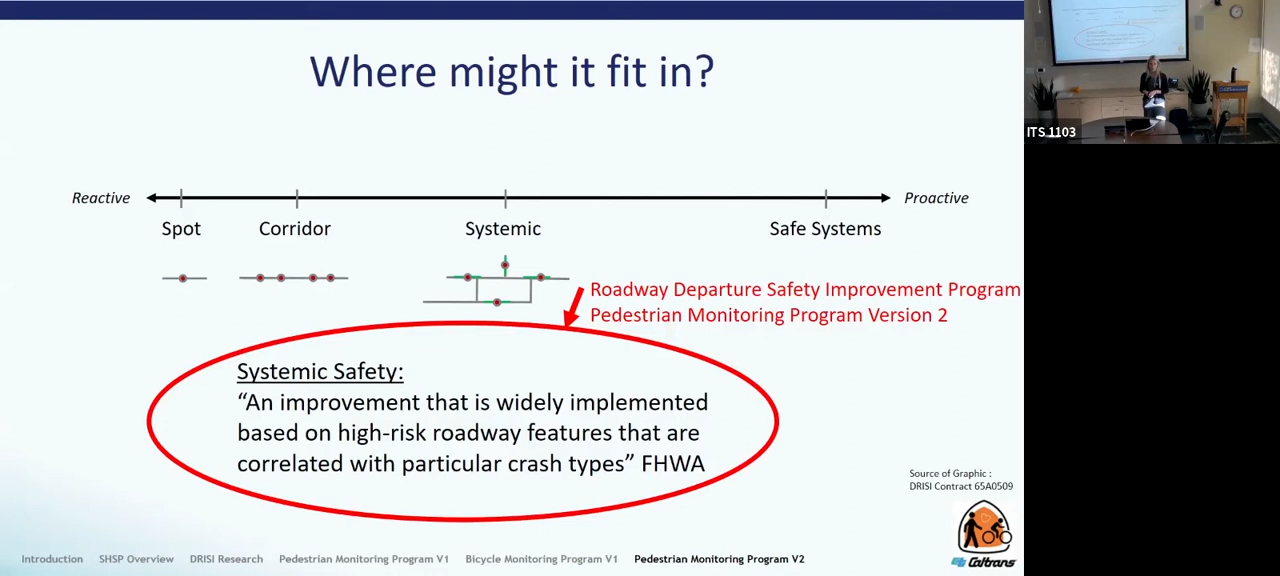 Where might it fit in?
Reactive
Proactive
Spot
Corridor
Systemic
Safe Systems
Roadway Departure Safety Improvement Program
Pedestrian Monitoring Program Version 2
Systemic Safety:
“An improvement that is widely implemented
based on high-risk roadway features that are
correlated with particular crash types” FHWA
Source of Graphic :
DRISI Contract 65A0509
Caltrans
Introduction SHSP Overview DRISI Research Pedestrian Monitoring Program V1 Bicycle Monitoring Program V1 Pedestrian Monitoring Program V2
ITS 1103